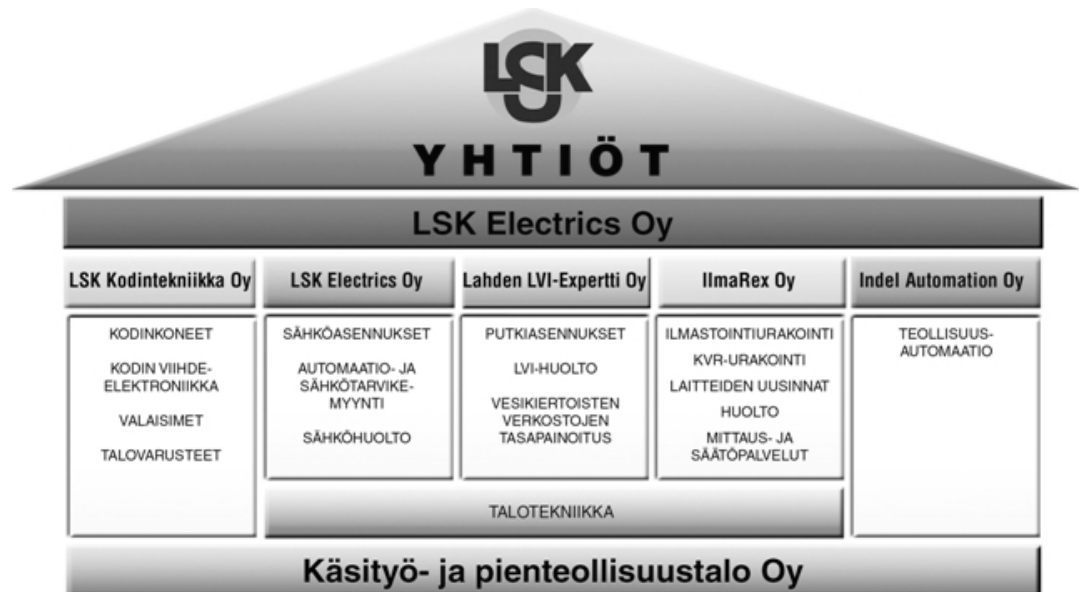 LSK
YHTIÖT
LSK Electrics Oy
LSK Kodintekniikka Oy
KODINKONEET
KODIN VIIHDE-
ELEKTRONIIKKA
VALAISIMET
TALOVARUSTEET
LSK Electrics Oy
SÄHKÖASENNUKSET
AUTOMAATIO- JA
SÄHKÖTARVIKE-
MYYNTI
SÄHKÖHUOLTO
Lahden LVI-Expertti Oy
PUTKIASENNUKSET
LVI-HUOLTO
VESIKIERTOISTEN
VERKOSTOJEN
TASAPAINOITUS
IlmaRex Oy
ILMASTOINTIURAKOINTI
KVR-URAKOINTI
LAITTEIDEN UUSINNAT
HUOLTO
MITTAUS- JA
SÄÄTÖPALVELUT
Indel Automation Oy
TEOLLISUUS-
AUTOMAATIO
TALOTEKNIIKKA
Käsityö- ja pienteollisuustalo Oy